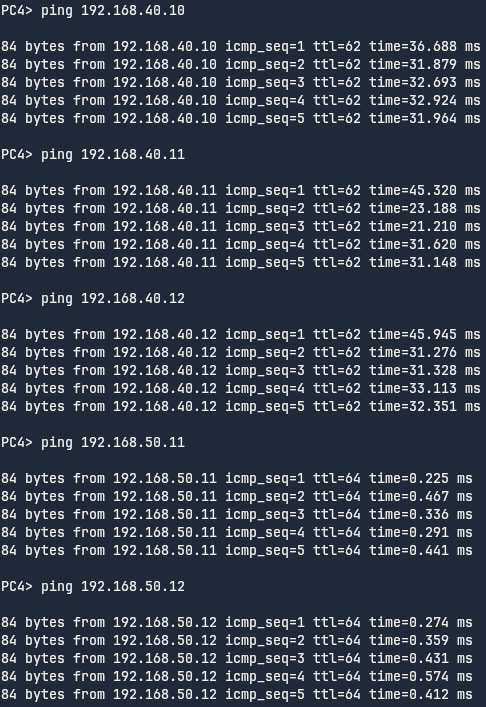 PC4> ping 192.168.40.10
84 bytes from 192.168.40.10 icmp_seq=1 ttl=62 time=36.688 ms
84 bytes from 192.168.40.10 icmp_seq=2 ttl=62 time=31.879 ms
84 bytes from 192.168.40.10 icmp_seq=3 ttl=62 time=32.693 ms
84 bytes from 192.168.40.10 icmp_seq=4 ttl=62 time=32.924 ms
84 bytes from 192.168.40.10 icmp_seq=5 ttl=62 time=31.964 ms
PC4> ping 192.168.40.11
84 bytes from 192.168.40.11 icmp_seq=1 ttl=62 time=45.320 ms
84 bytes from 192.168.40.11 icmp_seq=2 ttl=62 time=23.188 ms
84 bytes from 192.168.40.11 icmp_seq=3 ttl=62 time=21.210 ms
84 bytes from 192.168.40.11 icmp_seq=4 ttl=62 time=31.620 ms
84 bytes from 192.168.40.11 icmp_seq=5 ttl=62 time=31.148 ms
PC4> ping 192.168.40.12
84 bytes from 192.168.40.12 icmp_seq=1 ttl=62 time=45.945 ms
84 bytes from 192.168.40.12 icmp_seq=2 ttl=62 time=31.276 ms
84 bytes from 192.168.40.12 icmp_seq=3 ttl=62 time=31.328 ms
84 bytes from 192.168.40.12 icmp_seq=4 ttl=62 time=33.113 ms
84 bytes from 192.168.40.12 icmp_seq=5 ttl=62 time=32.351 ms
PC4> ping 192.168.50.11
84 bytes from 192.168.50.11 icmp_seq=1 ttl=64 time=0.225 ms
84 bytes from 192.168.50.11 icmp_seq=2 ttl=64 time=0.467 ms
84 bytes from 192.168.50.11 icmp_seq=3 ttl=64 time=0.336 ms
84 bytes from 192.168.50.11 icmp_seq=4 ttl=64 time=0.291 ms
84 bytes from 192.168.50.11 icmp_seq=5 ttl=64 time=0.441 ms
PC4> ping 192.168.50.12
84 bytes from 192.168.50.12 icmp_seq=1 ttl=64 time=0.274 ms
84 bytes from 192.168.50.12 icmp_seq=2 ttl=64 time=0.359 ms
84 bytes from 192.168.50.12 icmp_seq=3 ttl=64 time=0.431 ms
84 bytes from 192.168.50.12 icmp_seq=4 ttl=64 time=0.574 ms
84 bytes from 192.168.50.12 icmp_seq=5 ttl=64 time=0.412 ms